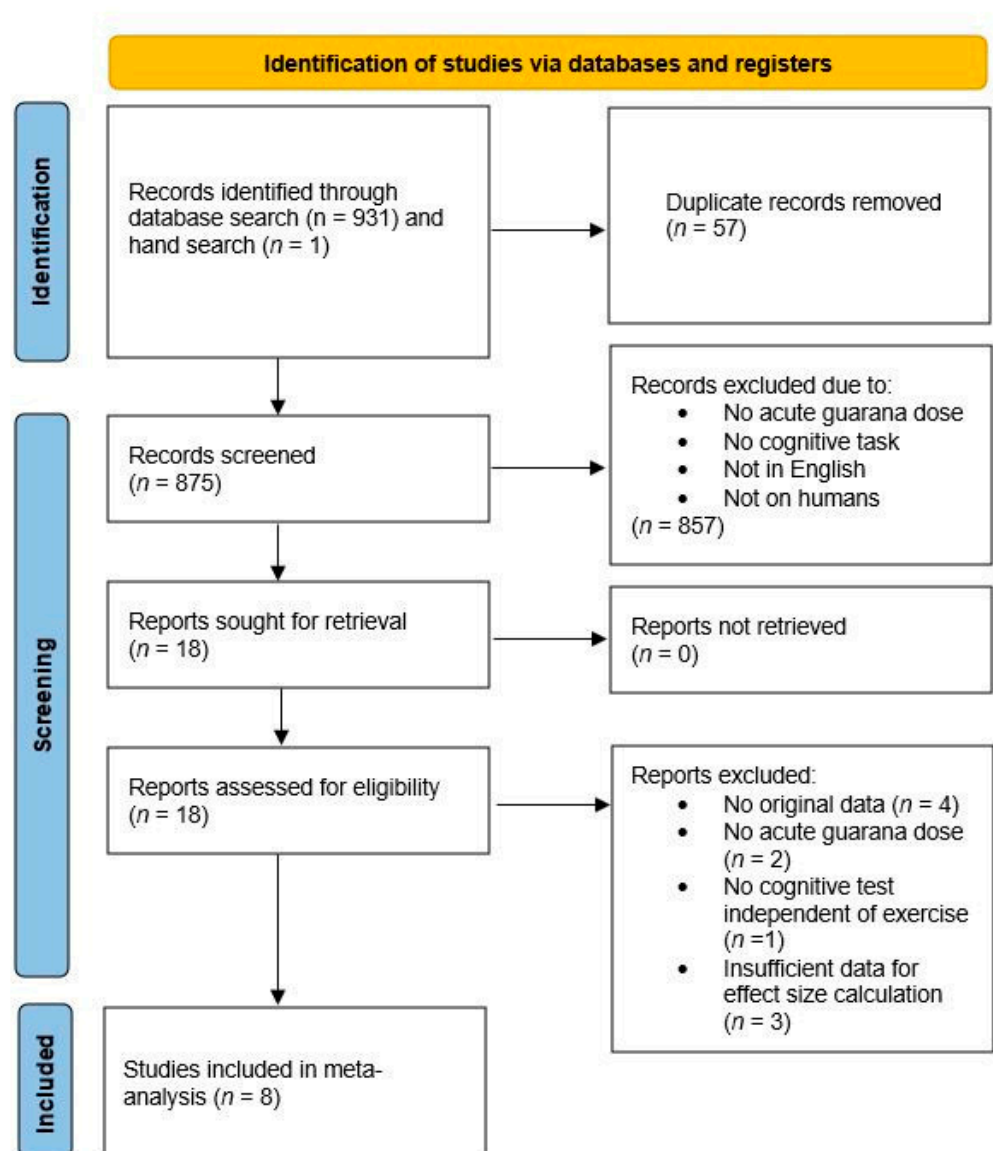 Identification of studies via databases and registers
Identification
Records identified through
database search (n = 931) and
hand search (n = 1)
Duplicate records removed
(n = 57)
Screening
Records screened
(n = 875)
Records excluded due to:
• No acute guarana dose
• No cognitive task
• Not in English
• Not on humans
(n = 857)
Reports sought for retrieval
(n = 18)
Reports not retrieved
(n = 0)
Reports assessed for eligibility
(n = 18)
Reports excluded:
• No original data (n = 4)
• No acute guarana dose
(n = 2)
• No cognitive test
independent of exercise
(n =1)
• Insufficient data for
effect size calculation
(n = 3)
Included
Studies included in meta-
analysis (n = 8)